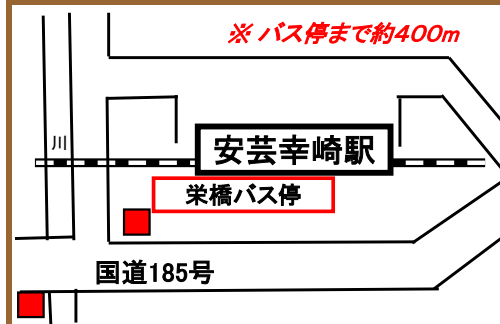 ※ バス停まで約400m
川
安芸幸崎駅
栄橋バス停
国道185号